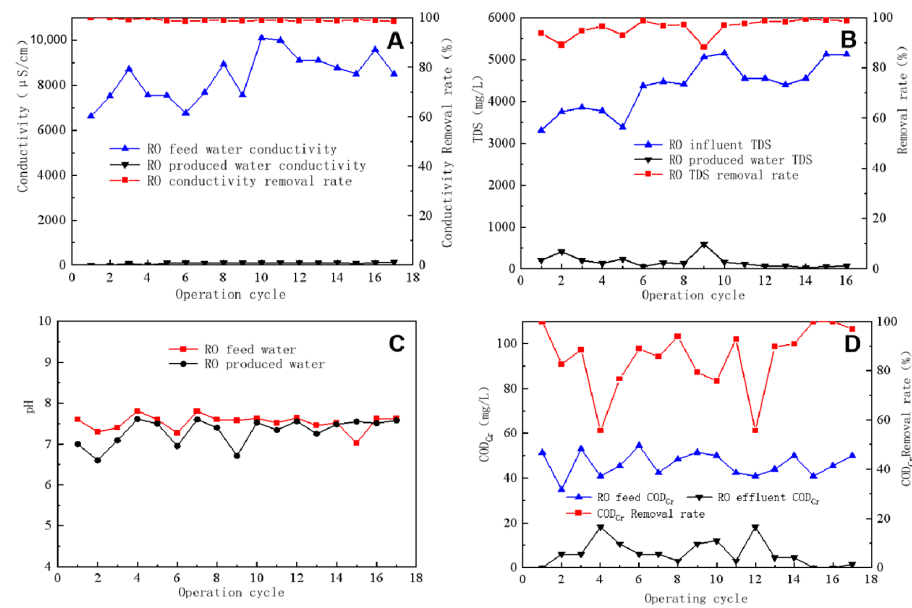 A
Conductivity (μS/cm)
10,000
8000
6000
4000
2000
0
100
80
60
40
20
0
Conductivity Removal rate (%)
RO feed water conductivity
RO produced water conductivity
RO conductivity removal rate
0 2 4 6 8 10 12 14 16 18
Operation cycle
B
TDS (mg/L)
6000
5000
4000
3000
2000
1000
0
100
80
60
40
20
0
Removal rate (%)
RO influent TDS
RO produced water TDS
RO TDS removal rate
0 2 4 6 8 10 12 14 16
Operation cycle
C
pH
10
9
8
7
6
5
4
RO feed water
RO produced water
0 2 4 6 8 10 12 14 16 18
Operation cycle
D
COD_Cr (mg/L)
100
80
60
40
20
0
100
80
60
40
20
0
COD_Cr Removal rate (%)
RO feed COD_Cr RO effluent COD_Cr
COD_Cr Removal rate
0 2 4 6 8 10 12 14 16 18
Operating cycle